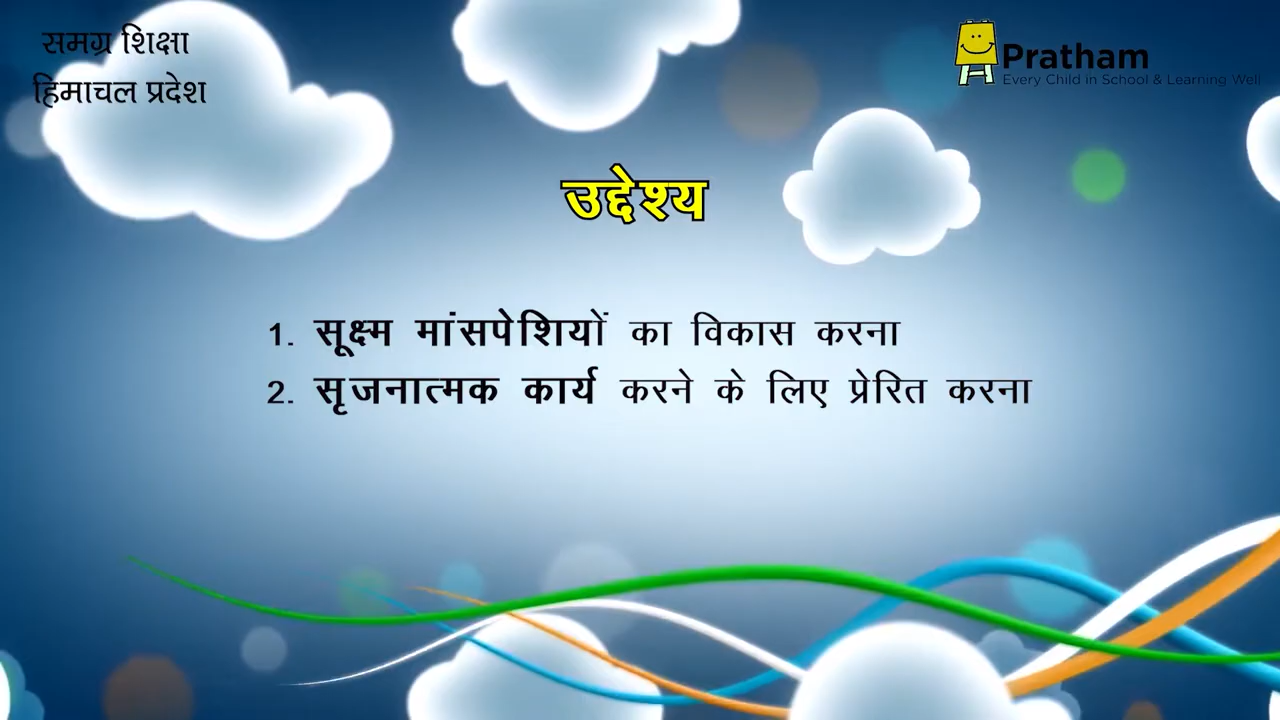 समग्र शिक्षा
हिमाचल प्रदेश
Pratham
Every Child in School & Learning Well
उद्देश्य
1. सूक्ष्म मांसपेशियों का विकास करना
2. सृजनात्मक कार्य करने के लिए प्रेरित करना